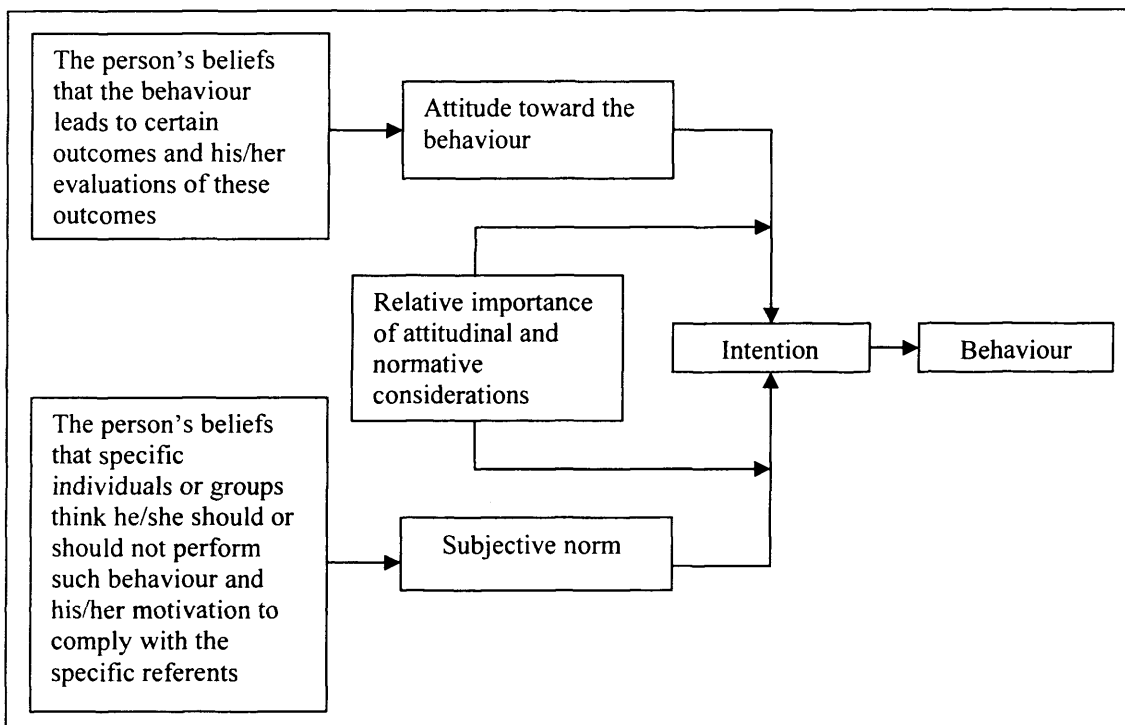 The person's beliefs
that the behaviour
leads to certain
outcomes and his/her
evaluations of these
outcomes
Attitude toward the
behaviour
Relative importance
of attitudinal and
normative
considerations
Intention
Behaviour
The person's beliefs
that specific
individuals or groups
think he/she should or
should not perform
such behaviour and
his/her motivation to
comply with the
specific referents
Subjective norm